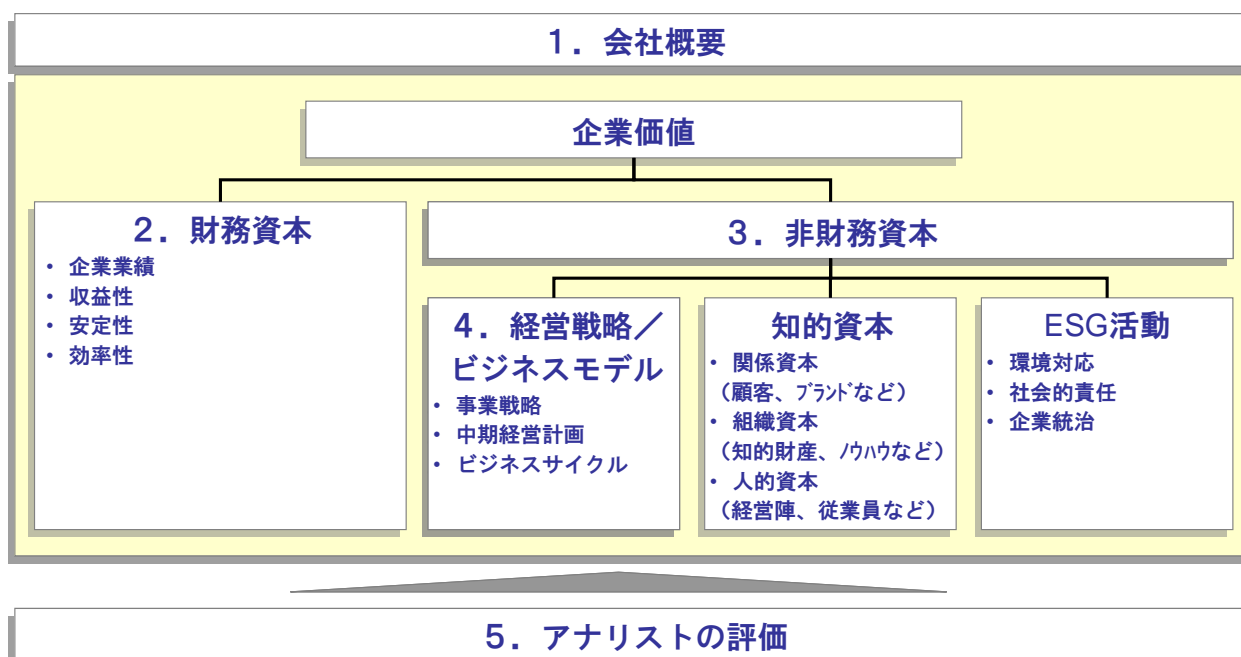 １．会社概要
企業価値
２．財務資本
・ 企業業績
・ 収益性
・ 安定性
・ 効率性
３．非財務資本
４．経営戦略／
ビジネスモデル
・ 事業戦略
・ 中期経営計画
・ ビジネスサイクル
知的資本
・ 関係資本
（顧客、ﾌﾞﾗﾝﾄﾞなど）
・ 組織資本
（知的財産、ﾉｳﾊｳなど）
・ 人的資本
（経営陣、従業員など）
ESG活動
・ 環境対応
・ 社会的責任
・ 企業統治
５．アナリストの評価